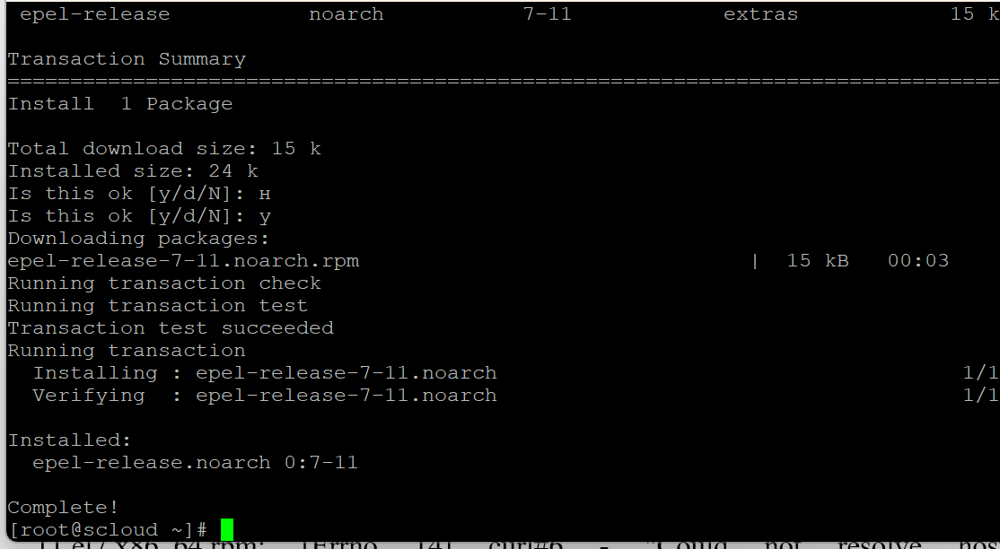 epel-release noarch 7-11 extras 15 k
Transaction Summary
================================================================================
Install 1 Package
Total download size: 15 k
Installed size: 24 k
Is this ok [y/d/N]: н
Is this ok [y/d/N]: y
Downloading packages:
epel-release-7-11.noarch.rpm | 15 kB 00:03
Running transaction check
Running transaction test
Transaction test succeeded
Running transaction
Installing : epel-release-7-11.noarch 1/1
Verifying : epel-release-7-11.noarch 1/1
Installed:
epel-release.noarch 0:7-11
Complete!
[root@scloud ~]#
x86_64.rpm: [Errno 14] curl#6 - "Could not resolve